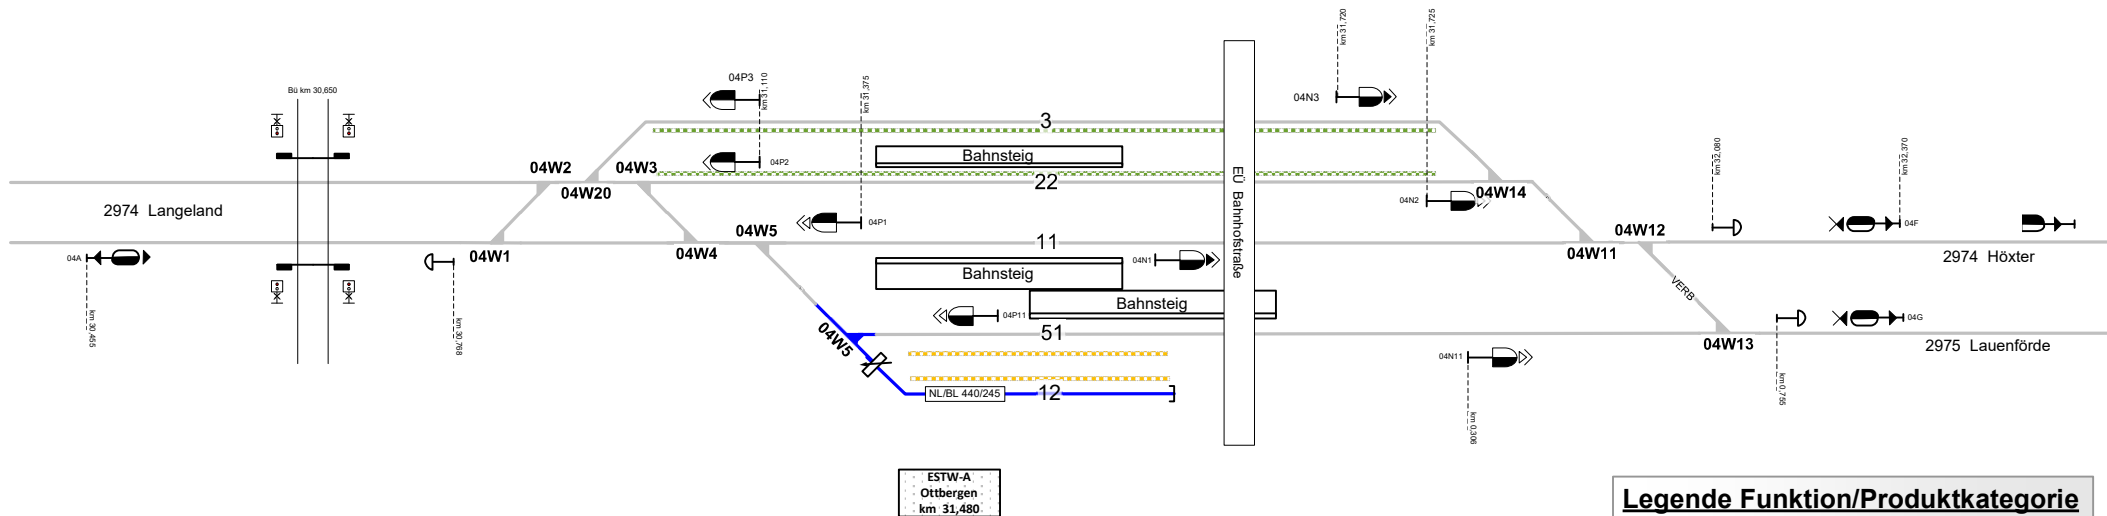 km 31,720
km 31,725
04P3
km 31,110
km 31,375
Bü km 30,650
04N3
3
04P2
Bahnsteig
04W2
04W3
04W20
22
04W14
04N2
EÜ Bahnhofstraße
km 32,080
km 32,370
2974 Langeland
04P1
04F
04W5
04W12
04A
04W1
04W4
11
04N1
04W11
2974 Höxter
Bahnsteig
VERB
Bahnsteig
km 30,455
km 30,768
04P11
04G
04W5
51
04W13
2975 Lauenförde
04N11
km 0,755
NL/BL 440/245
12
km 0,306
ESTW-A
Ottbergen
km 31,480
Legende Funktion/Produktkategorie